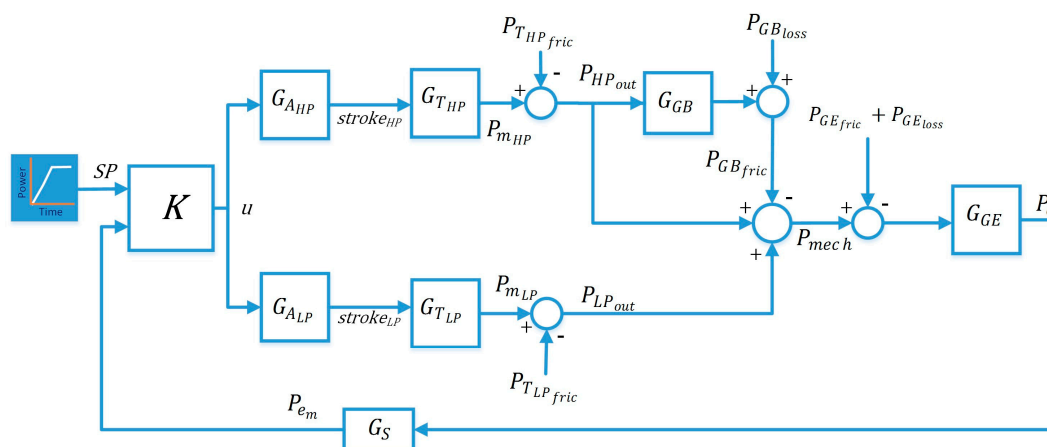 P_{T_{HP}_{fric}}
-
P_{GB_{loss}}
+
G_{A_{HP}}
stroke_{HP}
G_{T_{HP}}
+
P_{m_{HP}}
P_{HP_{out}}
G_{GB}
+
P_{GE_{fric}} + P_{GE_{loss}}
Power
Time
SP
K
u
P_{GB_{fric}}
-
+
+
P_{mech}
+
-
G_{GE}
G_{A_{LP}}
stroke_{LP}
G_{T_{LP}}
P_{m_{LP}}
+
-
P_{LP_{out}}
P_{T_{LP}_{fric}}
P_{e_m}
G_S